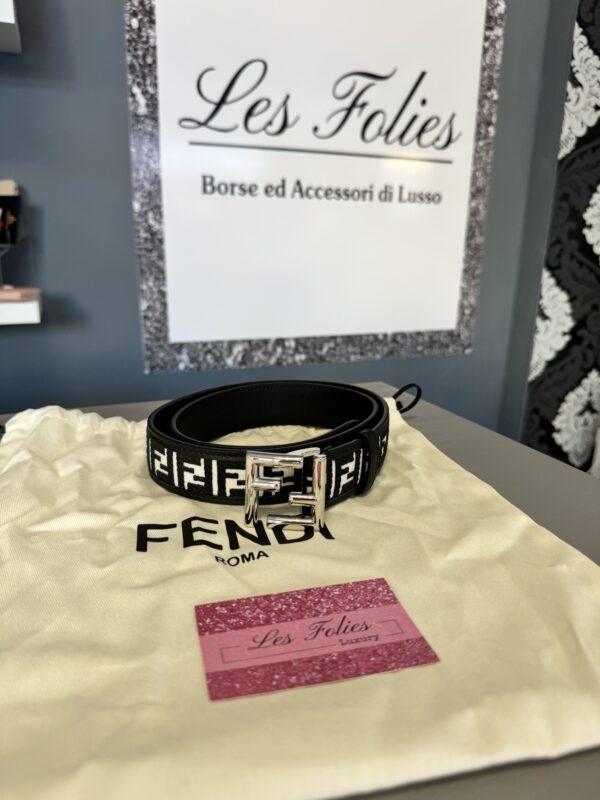 Les Folies
Borse ed Accessori di Lusso
FENDI
ROMA
Les Folies
Luxury